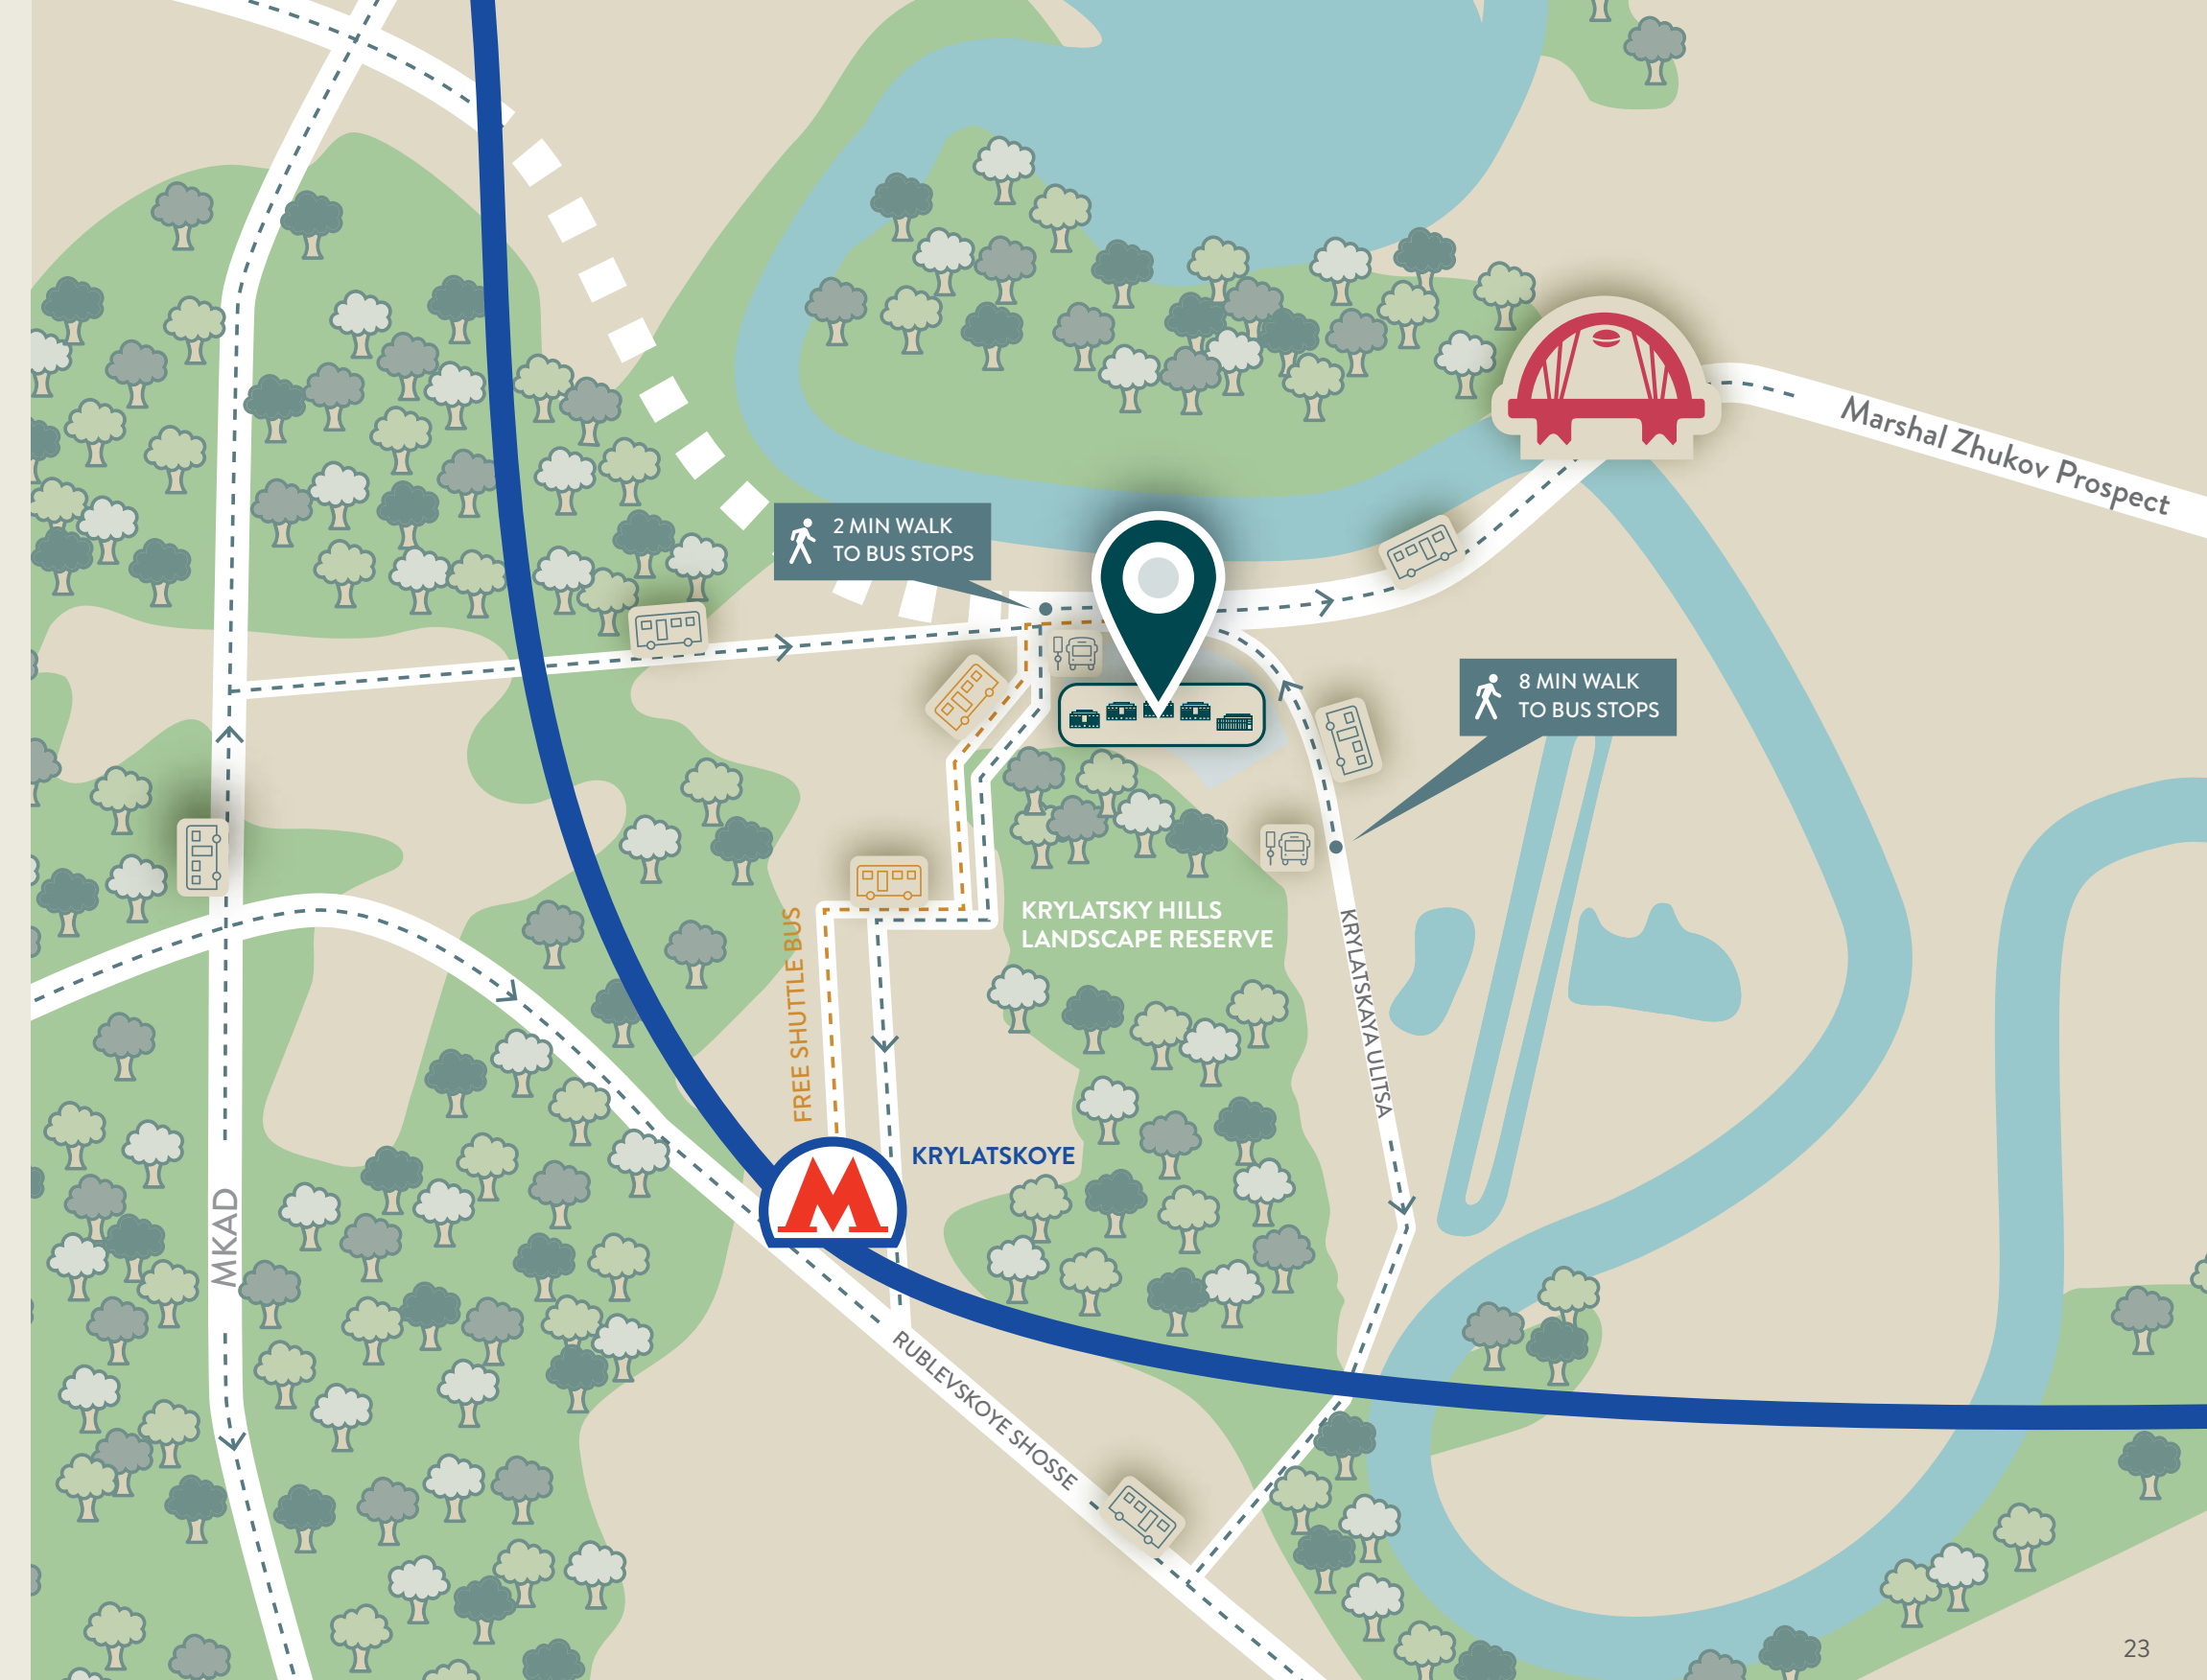 Marshal Zhukov Prospect
2 MIN WALK
TO BUS STOPS
8 MIN WALK
TO BUS STOPS
KRYLATSKY HILLS
LANDSCAPE RESERVE
FREE SHUTTLE BUS
KRYLATSKAYA ULITSA
KRYLATSKOYE
MKAD
RUBLEVSKOYE SHOSSE
23